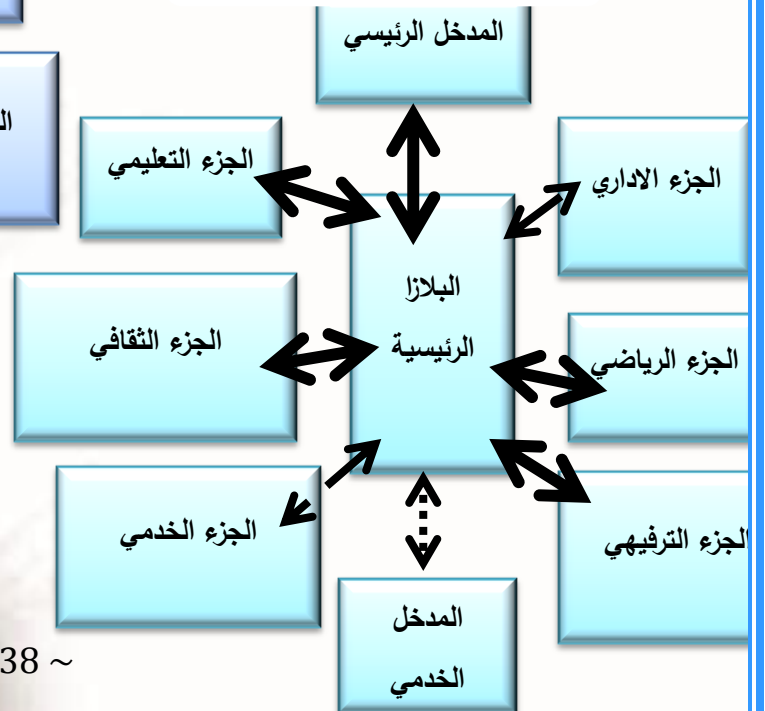 المدخل الرئيسي
الجزء التعليمي
الجزء الاداري
البلازا
الرئيسية
الجزء الثقافي
الجزء الرياضي
الجزء الخدمي
الجزء الترفيهي
المدخل
الخدمي
38 ~